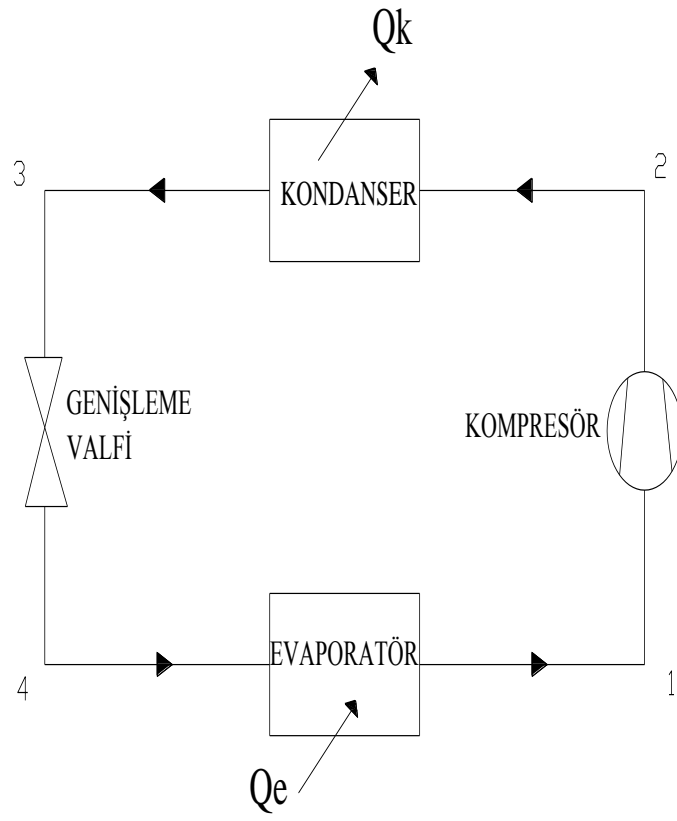 Qk
3
2
KONDANSER
GENİŞLEME
VALFİ
KOMPRESÖR
EVAPORATÖR
4
1
Qe